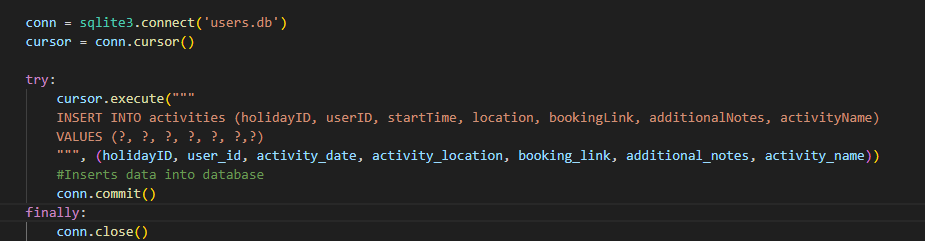 conn = sqlite3.connect('users.db')
cursor = conn.cursor()
try:
cursor.execute("""
INSERT INTO activities (holidayID, userID, startTime, location, bookingLink, additionalNotes, activityName)
VALUES (?, ?, ?, ?, ?, ?,?)
""", (holidayID, user_id, activity_date, activity_location, booking_link, additional_notes, activity_name))
#Inserts data into database
conn.commit()
finally:
conn.close()